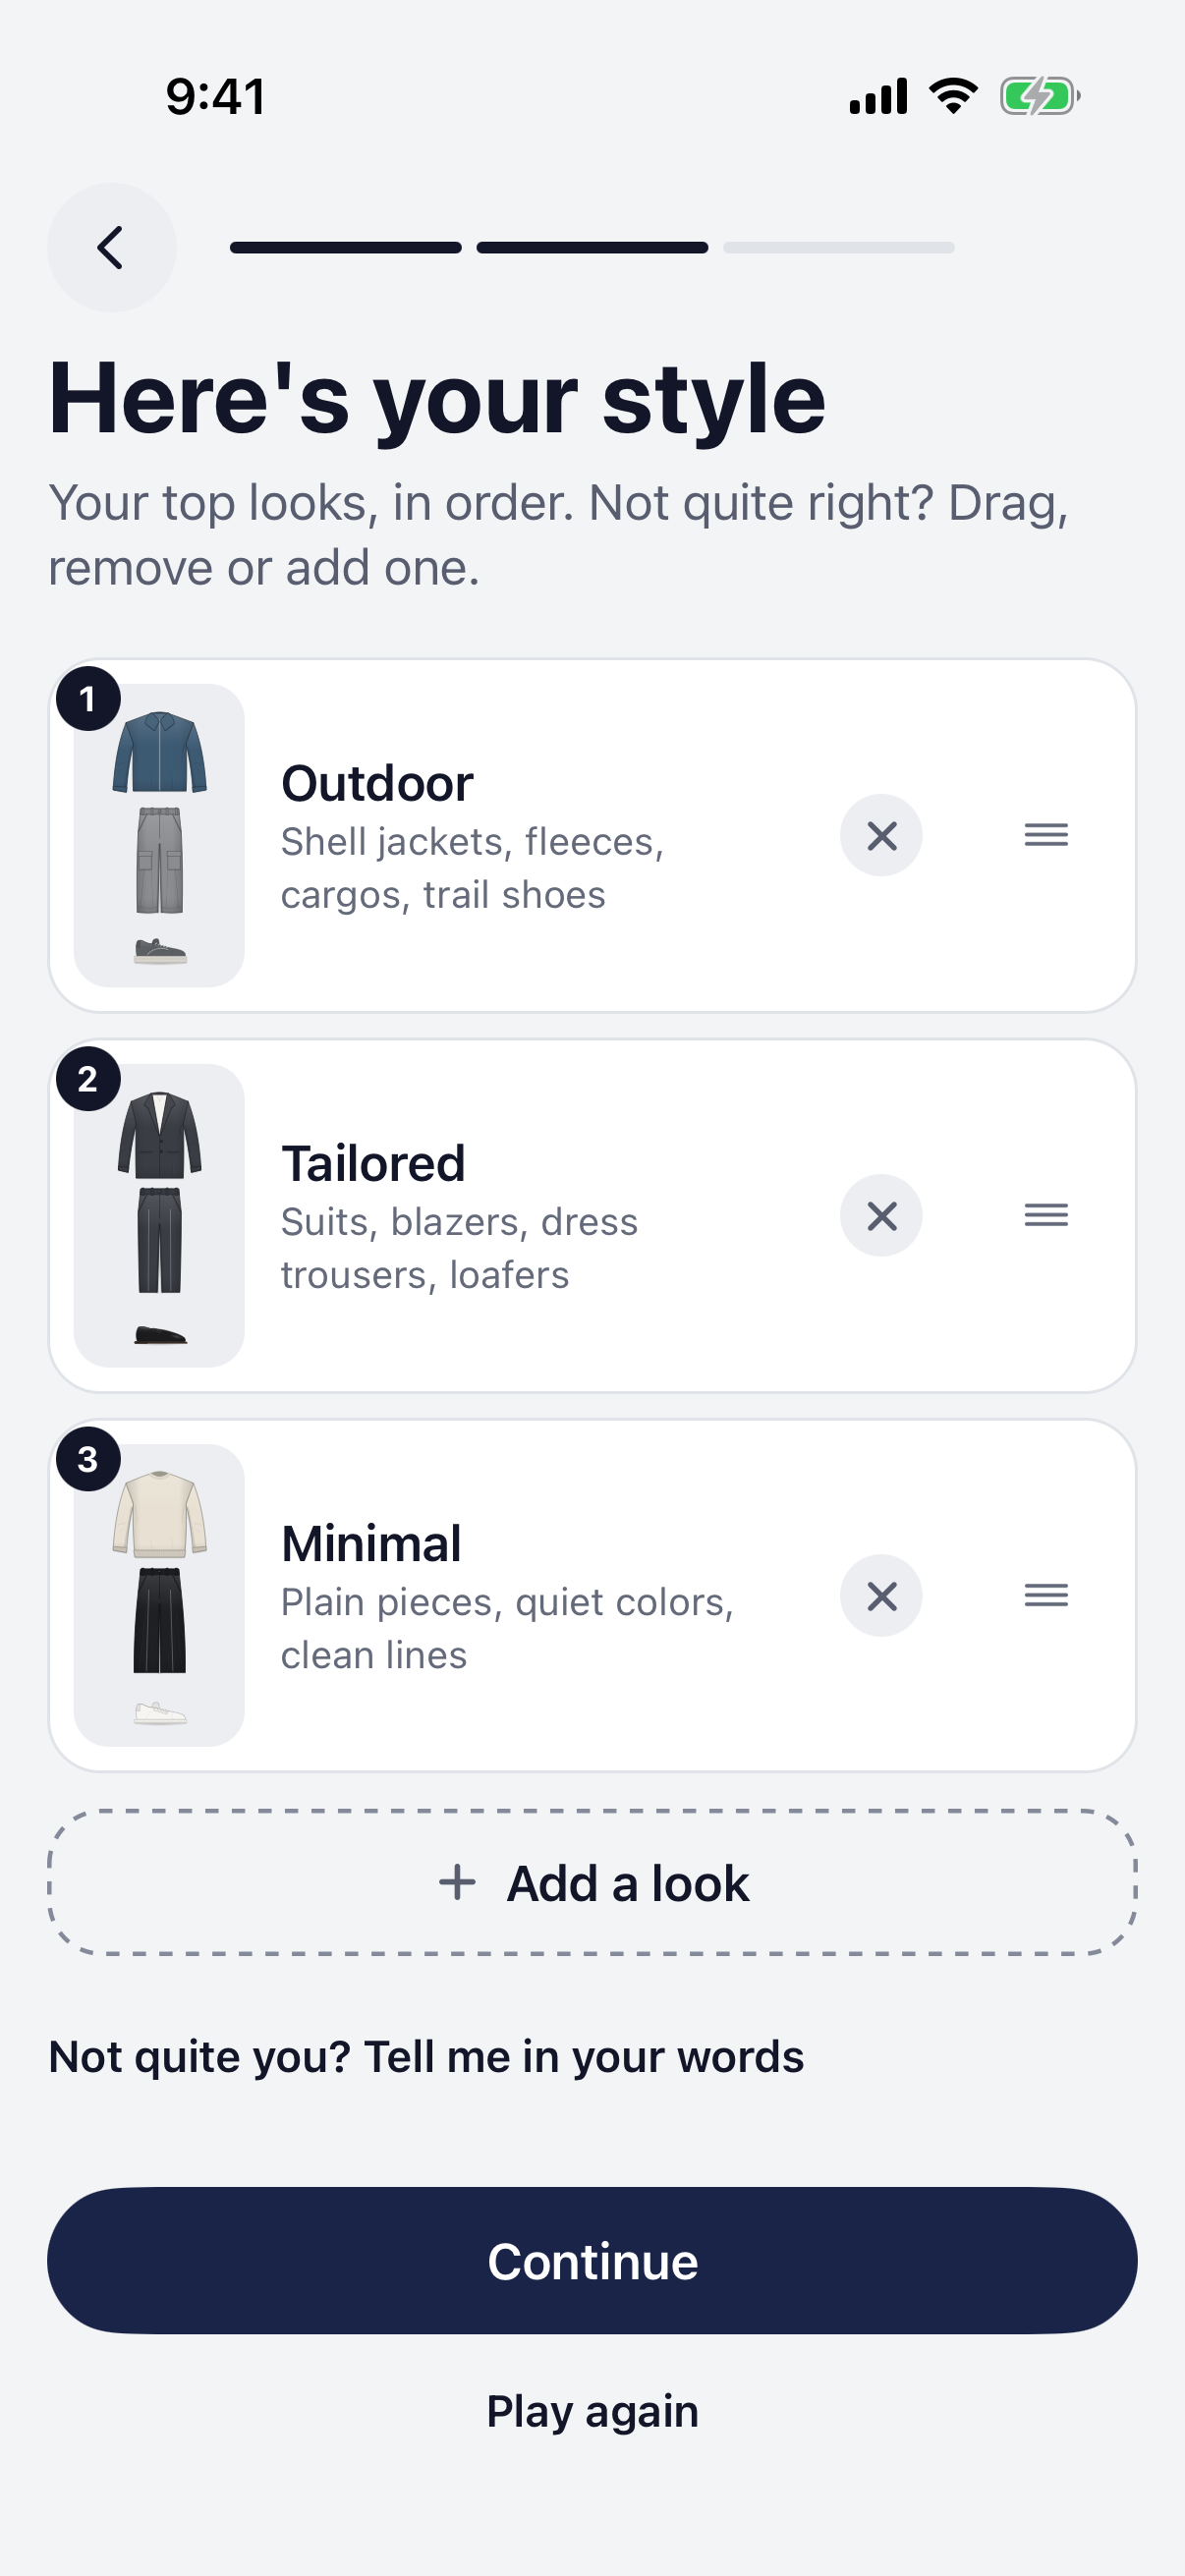 9:41
Here's your style
Your top looks, in order. Not quite right? Drag,
remove or add one.
1
Outdoor
Shell jackets, fleeces,
cargos, trail shoes
2
Tailored
Suits, blazers, dress
trousers, loafers
3
Minimal
Plain pieces, quiet colors,
clean lines
Add a look
Not quite you? Tell me in your words
Continue
Play again